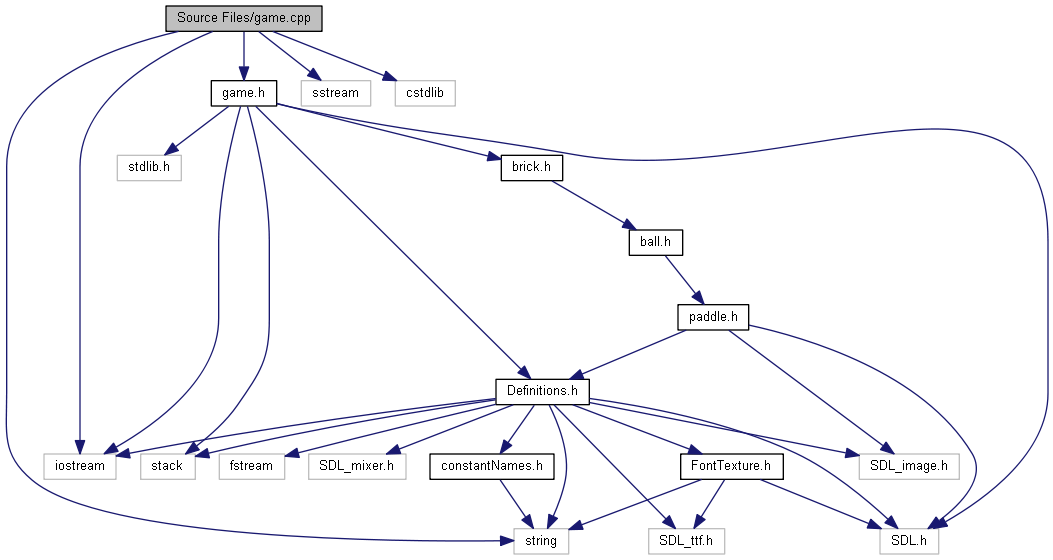 Source Files/game.cpp
game.h
sstream
cstdlib
stdlib.h
brick.h
ball.h
paddle.h
Definitions.h
iostream
stack
fstream
SDL_mixer.h
constantNames.h
FontTexture.h
SDL_image.h
string
SDL_ttf.h
SDL.h